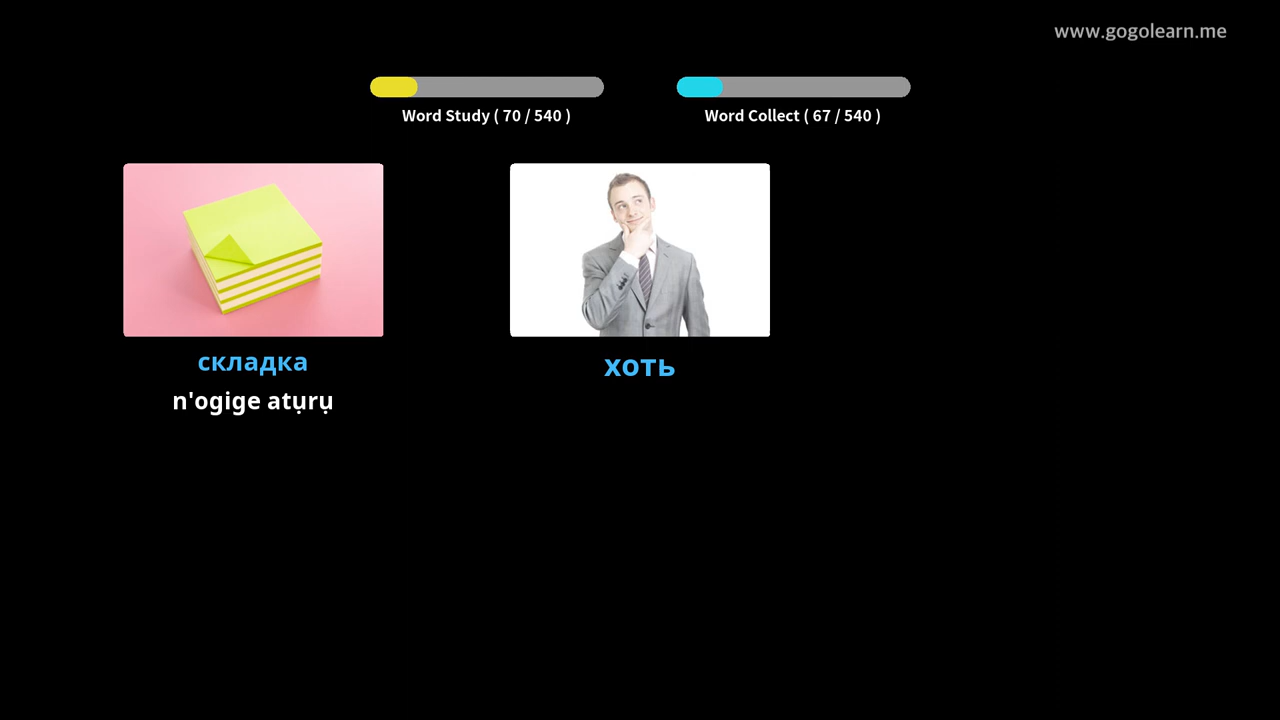 www.gogolearn.me
Word Study ( 70 / 540 )
Word Collect ( 67 / 540 )
складка
n'ogige atụrụ
хоть